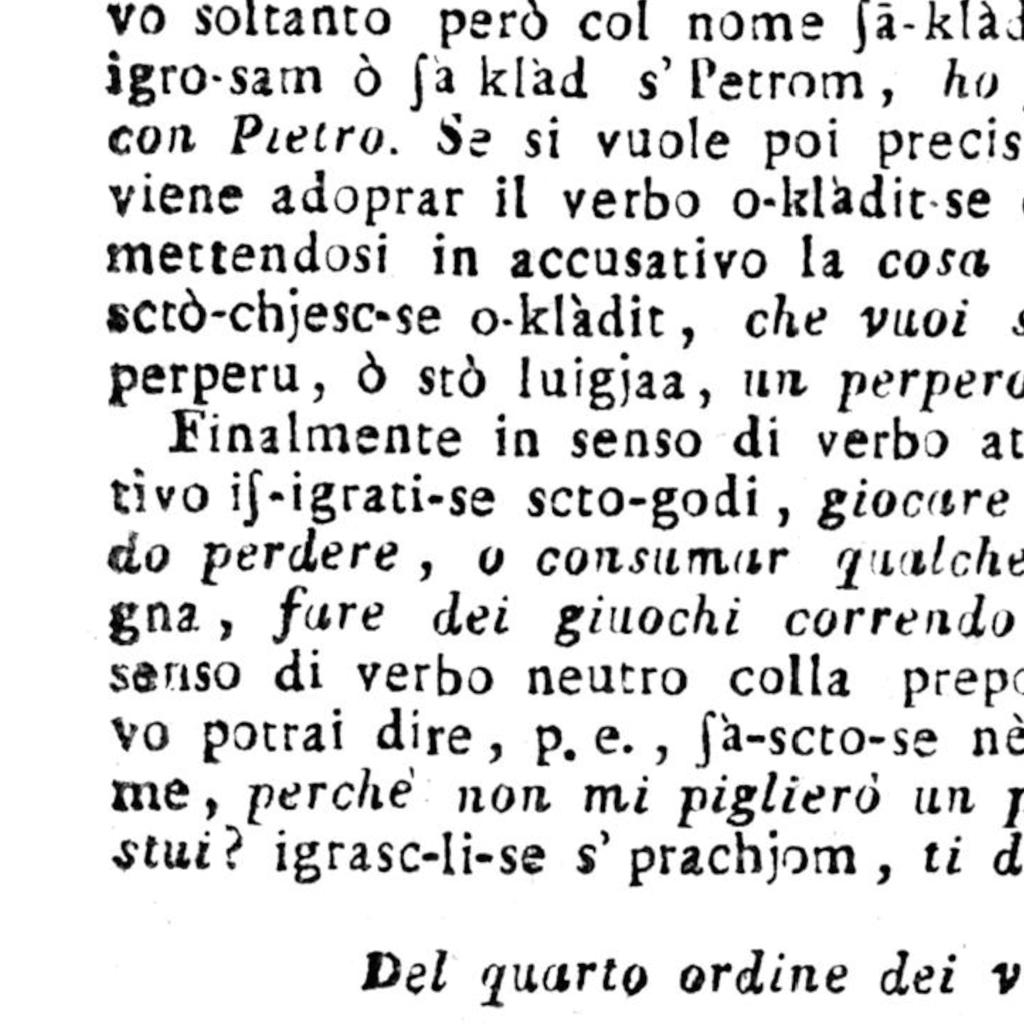 vo soltanto però col nome ſā-klàd
igro-sam ò ſà klàd s' Petrom, ho
con Pietro. Se si vuole poi precis
viene adoprar il verbo o-klàdit-se
mettendosi in accusativo la cosa
sctò-chjesc-se o-klàdit, che vuoi s
perperu, ò stò luigjaa, un perpero
Finalmente in senso di verbo at
tivo iſ-igrati-se scto-godi, giocare
do perdere, o consumar qualche
gna, fare dei giuochi correndo
senso di verbo neutro colla prepo
vo potrai dire, p. e., ſà-scto-se nè
me, perchè non mi piglierò un p
stui? igrasc-li-se s' prachjom, ti d
Del quarto ordine dei v